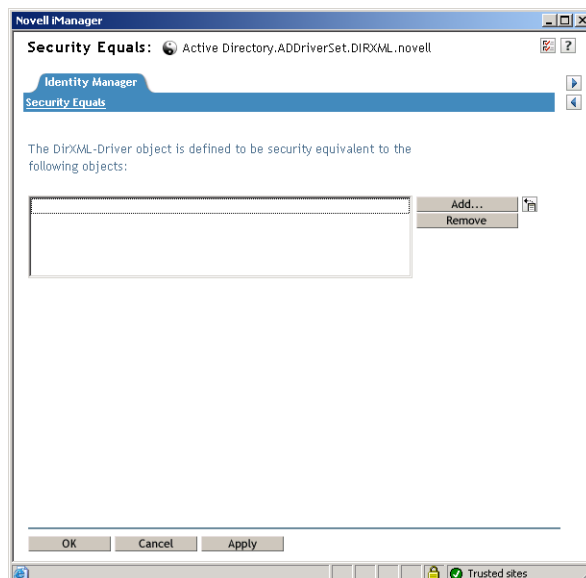 Novell iManager
Security Equals: Active Directory.ADDriverSet.DIRXML.novell
?
Identity Manager
Security Equals
The DirXML-Driver object is defined to be security equivalent to the
following objects:
Add...
Remove
OK Cancel Apply
Trusted sites